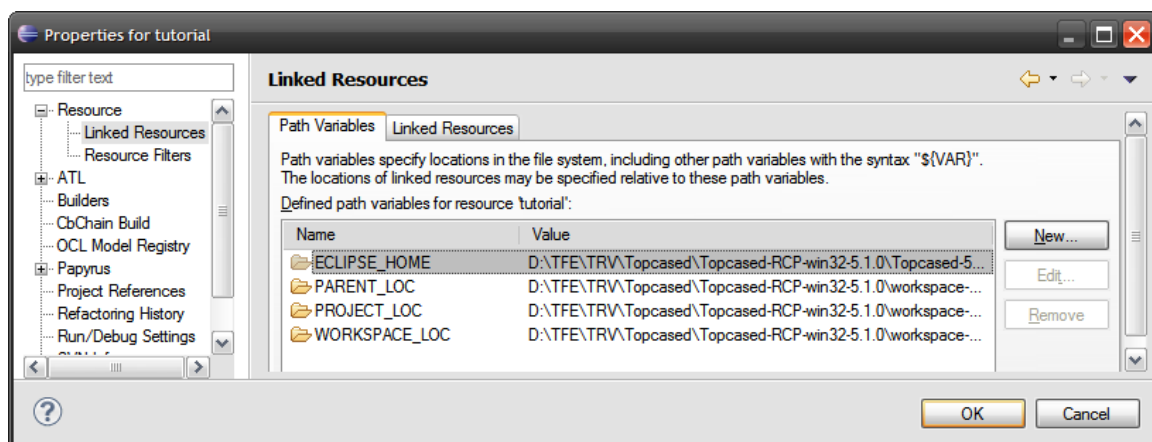 Properties for tutorial
type filter text
Resource
Linked Resources
Resource Filters
ATL
Builders
CbChain Build
OCL Model Registry
Papyrus
Project References
Refactoring History
Run/Debug Settings
Linked Resources
Path Variables Linked Resources
Path variables specify locations in the file system, including other path variables with the syntax "${VAR}".
The locations of linked resources may be specified relative to these path variables.
Defined path variables for resource 'tutorial':
Name Value
ECLIPSE_HOME D:\TFE\TRV\Topcased\Topcased-RCP-win32-5.1.0\Topcased-5...
PARENT_LOC D:\TFE\TRV\Topcased\Topcased-RCP-win32-5.1.0\workspace-...
PROJECT_LOC D:\TFE\TRV\Topcased\Topcased-RCP-win32-5.1.0\workspace-...
WORKSPACE_LOC D:\TFE\TRV\Topcased\Topcased-RCP-win32-5.1.0\workspace-...
New...
Edit...
Remove
OK Cancel